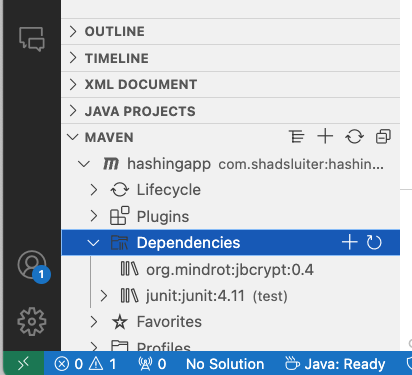 OUTLINE
TIMELINE
XML DOCUMENT
JAVA PROJECTS
MAVEN
hashingapp com.shadsluiter:hashin...
Lifecycle
Plugins
Dependencies
org.mindrot:jbcrypt:0.4
junit:junit:4.11 (test)
Favorites
1
Profiles
0 1 0 No Solution Java: Ready